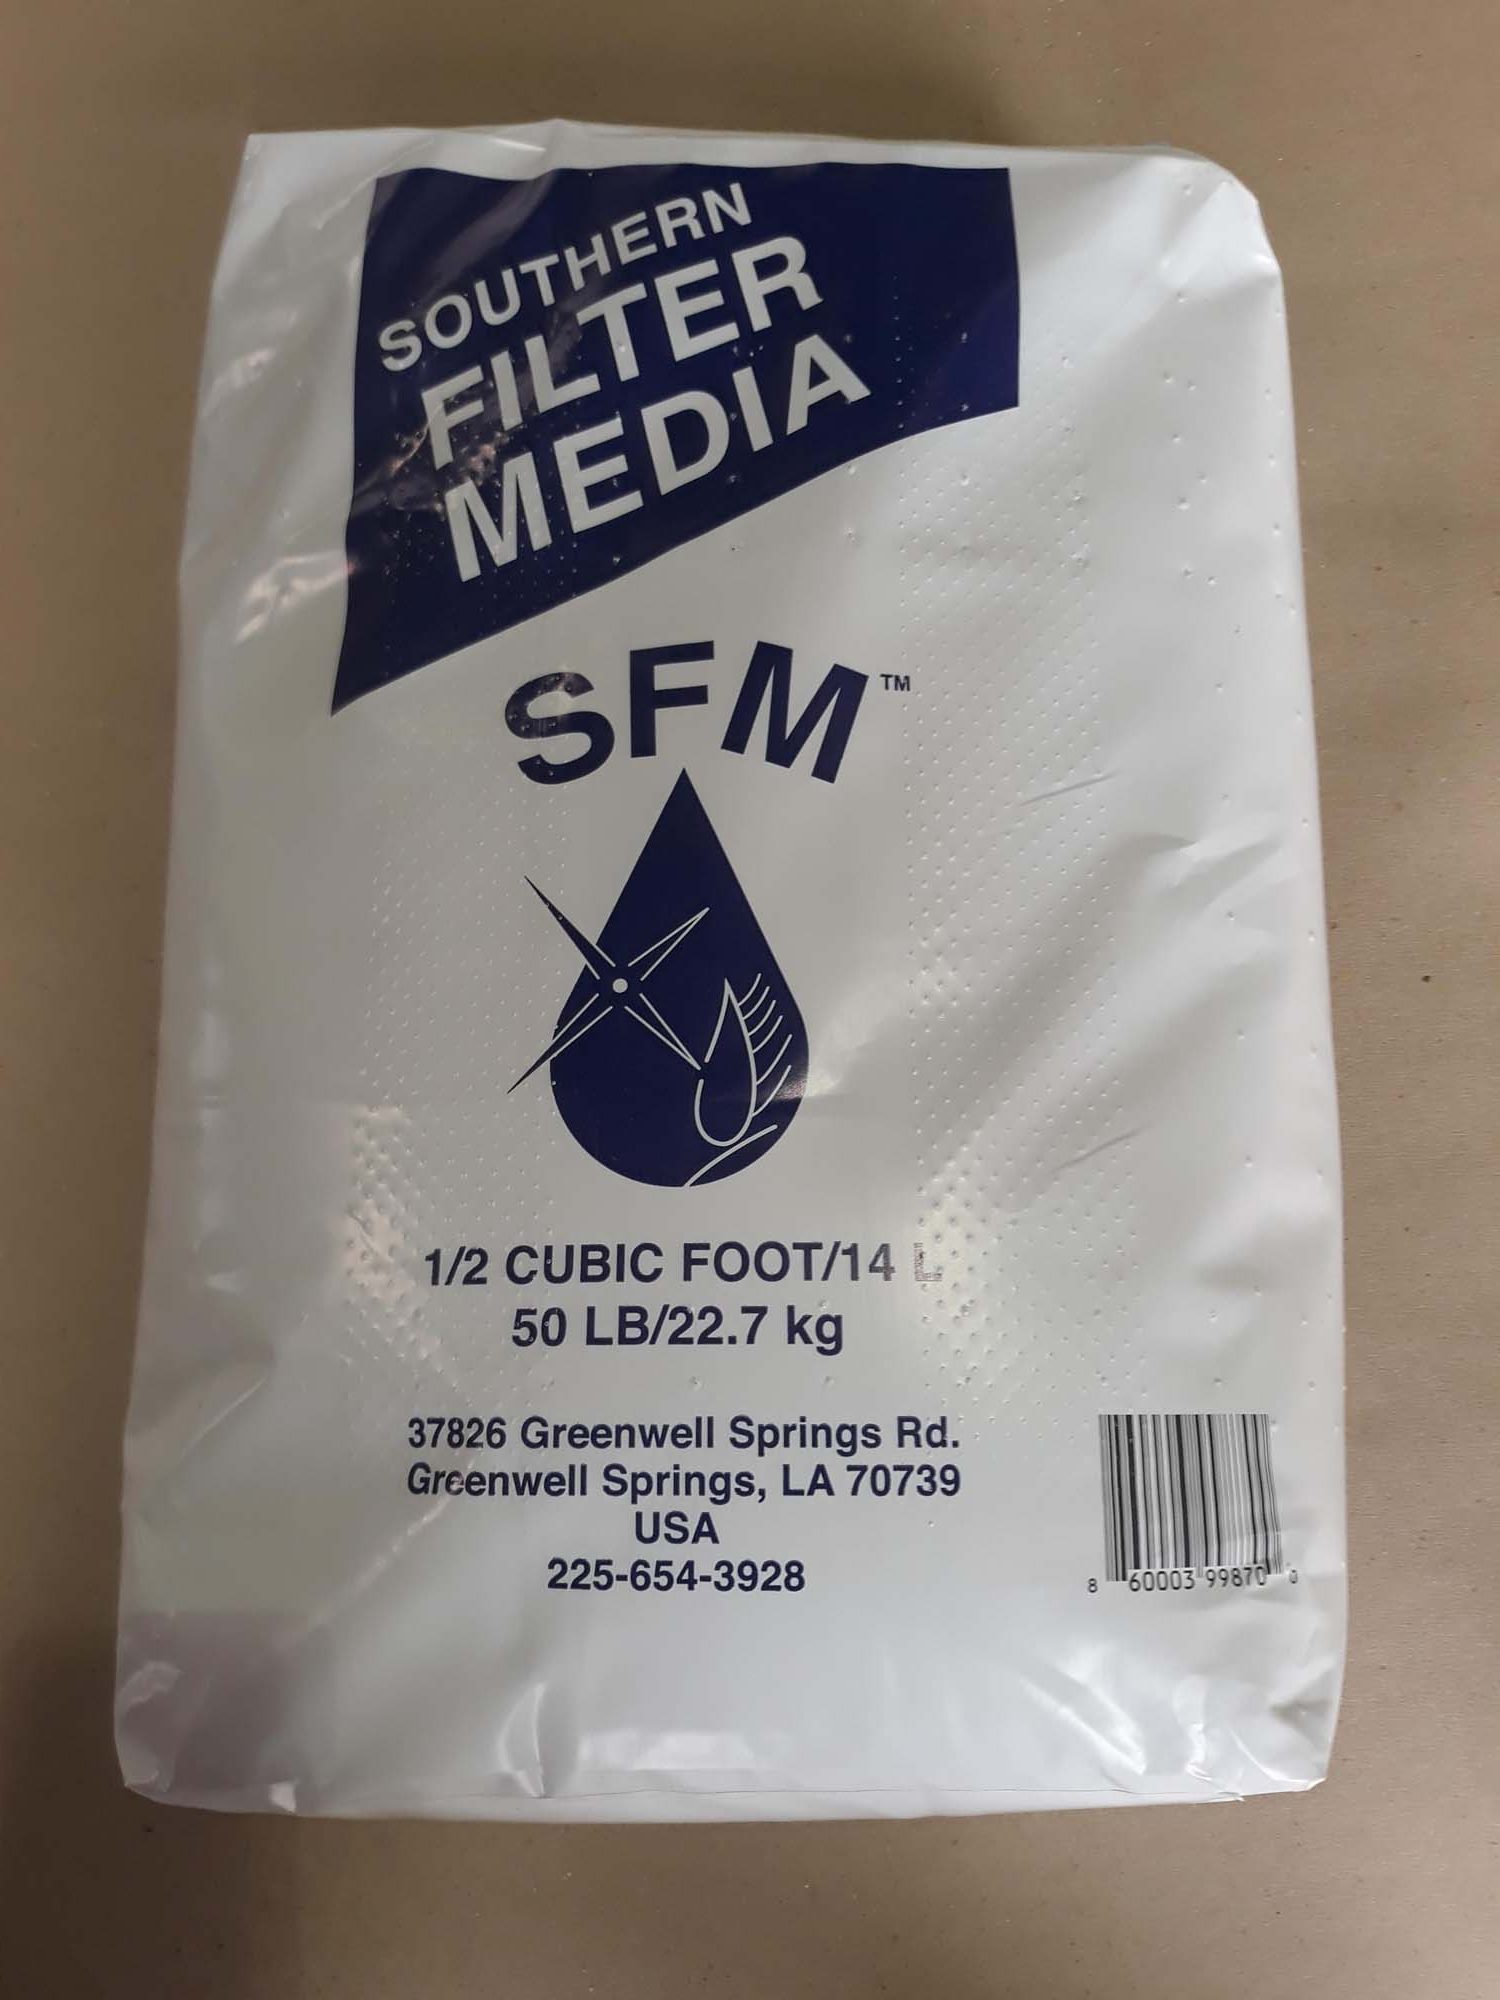 SOUTHERN
FILTER
MEDIA
SFM™
1/2 CUBIC FOOT/14 L
50 LB/22.7 kg
37826 Greenwell Springs Rd.
Greenwell Springs, LA 70739
USA
225-654-3928
8 60003 99870 0